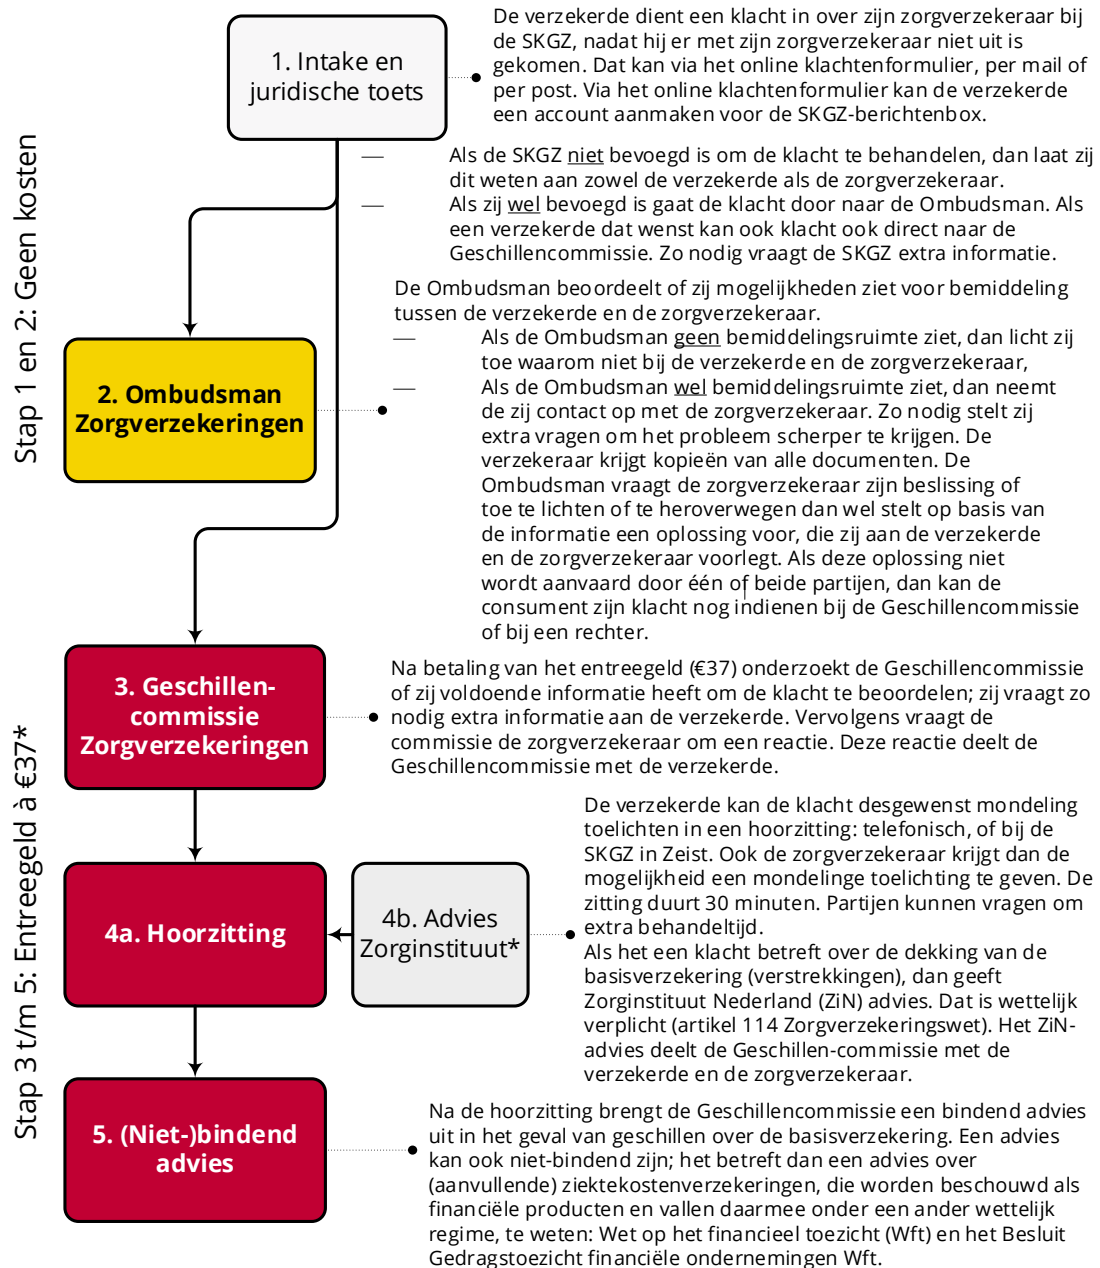 De verzekerde dient een klacht in over zijn zorgverzekeraar bij
de SKGZ, nadat hij er met zijn zorgverzekeraar niet uit is
gekomen. Dat kan via het online klachtenformulier, per mail of
per post. Via het online klachtenformulier kan de verzekerde
een account aanmaken voor de SKGZ-berichtenbox.
1. Intake en
juridische toets
Stap 1 en 2: Geen kosten
— Als de SKGZ niet bevoegd is om de klacht te behandelen, dan laat zij
dit weten aan zowel de verzekerde als de zorgverzekeraar.
— Als zij wel bevoegd is gaat de klacht door naar de Ombudsman. Als
een verzekerde dat wenst kan ook klacht ook direct naar de
Geschillencommissie. Zo nodig vraagt de SKGZ extra informatie.
2. Ombudsman
Zorgverzekeringen
De Ombudsman beoordeelt of zij mogelijkheden ziet voor bemiddeling
tussen de verzekerde en de zorgverzekeraar.
— Als de Ombudsman geen bemiddelingsruimte ziet, dan licht zij
toe waarom niet bij de verzekerde en de zorgverzekeraar,
— Als de Ombudsman wel bemiddelingsruimte ziet, dan neemt
de zij contact op met de zorgverzekeraar. Zo nodig stelt zij
extra vragen om het probleem scherper te krijgen. De
verzekeraar krijgt kopieën van alle documenten. De
Ombudsman vraagt de zorgverzekeraar zijn beslissing of
toe te lichten of te heroverwegen dan wel stelt op basis van
de informatie een oplossing voor, die zij aan de verzekerde
en de zorgverzekeraar voorlegt. Als deze oplossing niet
wordt aanvaard door één of beide partijen, dan kan de
consument zijn klacht nog indienen bij de Geschillencommissie
of bij een rechter.
Stap 3 t/m 5: Entreegeld à €37*
3. Geschillen-
commissie
Zorgverzekeringen
Na betaling van het entreegeld (€37) onderzoekt de Geschillencommissie
of zij voldoende informatie heeft om de klacht te beoordelen; zij vraagt zo
nodig extra informatie aan de verzekerde. Vervolgens vraagt de
commissie de zorgverzekeraar om een reactie. Deze reactie deelt de
Geschillencommissie met de verzekerde.
4a. Hoorzitting
4b. Advies
Zorginstituut*
De verzekerde kan de klacht desgewenst mondeling
toelichten in een hoorzitting: telefonisch, of bij de
SKGZ in Zeist. Ook de zorgverzekeraar krijgt dan de
mogelijkheid een mondelinge toelichting te geven. De
zitting duurt 30 minuten. Partijen kunnen vragen om
extra behandeltijd.
Als het een klacht betreft over de dekking van de
basisverzekering (verstrekkingen), dan geeft
Zorginstituut Nederland (ZiN) advies. Dat is wettelijk
verplicht (artikel 114 Zorgverzekeringswet). Het ZiN-
advies deelt de Geschillen-commissie met de
verzekerde en de zorgverzekeraar.
5. (Niet-)bindend
advies
Na de hoorzitting brengt de Geschillencommissie een bindend advies
uit in het geval van geschillen over de basisverzekering. Een advies
kan ook niet-bindend zijn; het betreft dan een advies over
(aanvullende) ziektekostenverzekeringen, die worden beschouwd als
financiële producten en vallen daarmee onder een ander wettelijk
regime, te weten: Wet op het financieel toezicht (Wft) en het Besluit
Gedragstoezicht financiële ondernemingen Wft.